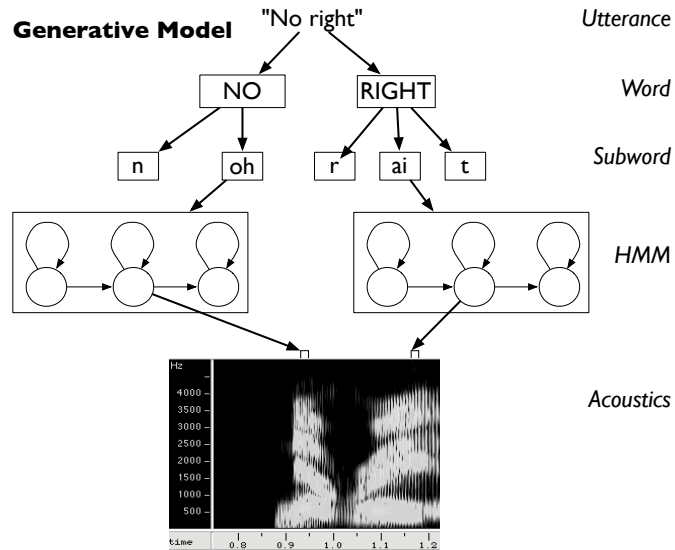 "No right"
Utterance
Generative Model
NO
RIGHT
Word
n
oh
r
ai
t
Subword
HMM
Hz
4000
3500
3000
2500
2000
1500
1000
500
Acoustics
time
0.8
0.9
1.0
1.1
1.2